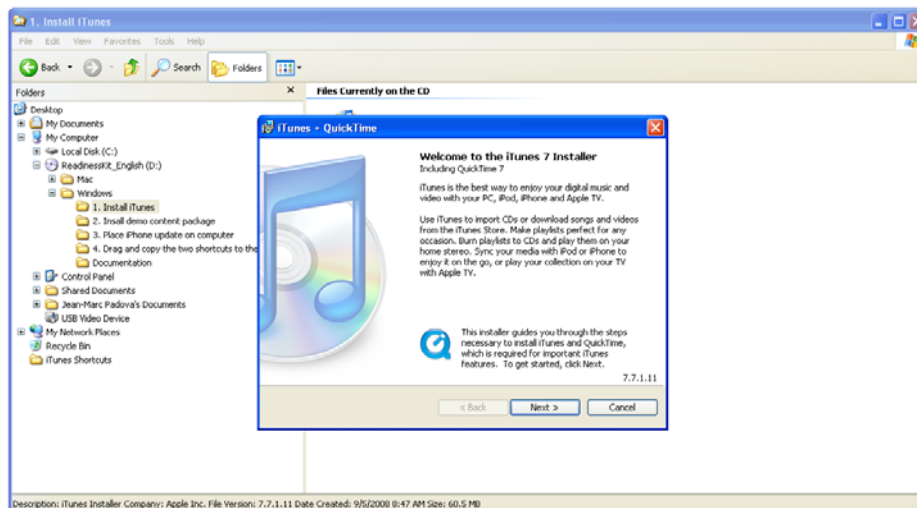 1. Install iTunes
File Edit View Favorites Tools Help
Back Search Folders
Folders
Files Currently on the CD
Desktop
My Documents
My Computer
Local Disk (C:)
ReadinessKit_English (D:)
Mac
Windows
1. Install iTunes
2. Insall demo content package
3. Place iPhone update on computer
4. Drag and copy the two shortcuts to the
Documentation
Control Panel
Shared Documents
Jean-Marc Padova's Documents
USB Video Device
My Network Places
Recycle Bin
iTunes Shortcuts
iTunes + QuickTime
Welcome to the iTunes 7 Installer
Including QuickTime 7
iTunes is the best way to enjoy your digital music and
video with your PC, iPod, iPhone and Apple TV.
Use iTunes to import CDs or download songs and videos
from the iTunes Store. Make playlists perfect for any
occasion. Burn playlists to CDs and play them on your
home stereo. Sync your media with iPod or iPhone to
enjoy it on the go, or play your collection on your TV
with Apple TV.
This installer guides you through the steps
necessary to install iTunes and QuickTime,
which is required for important iTunes
features. To get started, click Next.
7.7.1.11
< Back Next > Cancel
Description: iTunes Installer Company: Apple Inc. File Version: 7.7.1.11 Date Created: 9/5/2008 8:47 AM Size: 60.5 MB